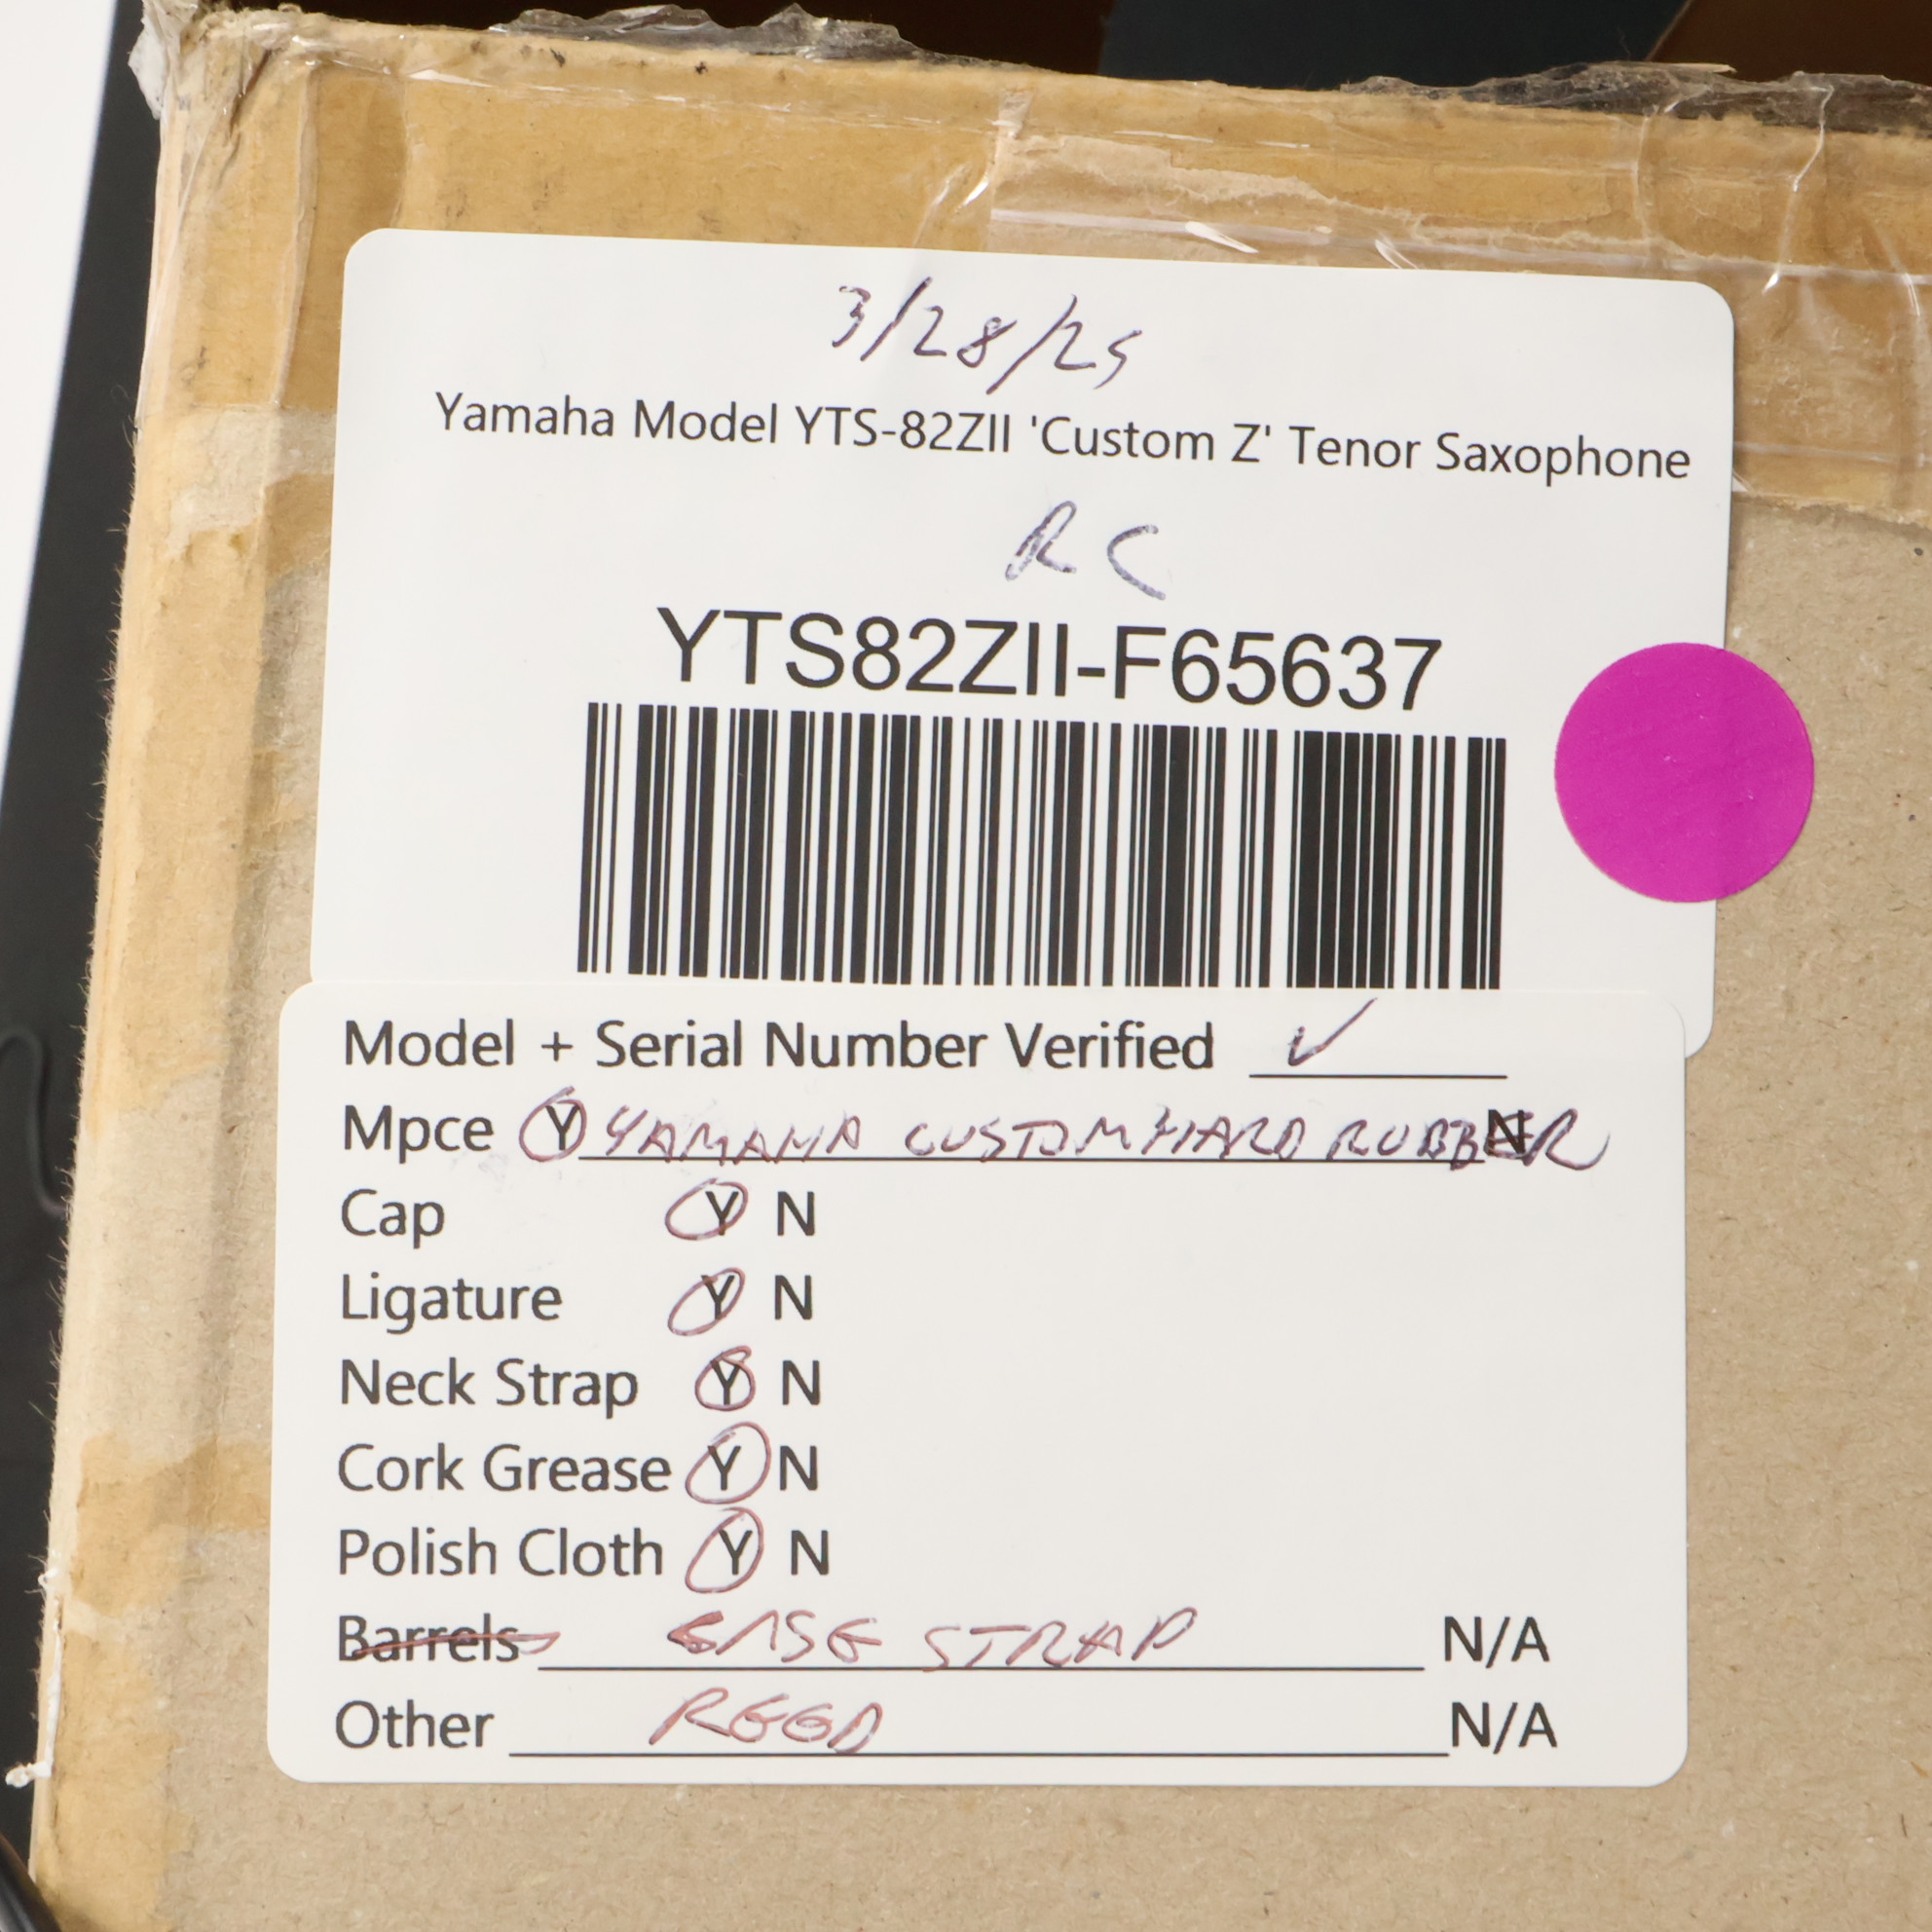 3/28/25
Yamaha Model YTS-82ZII 'Custom Z' Tenor Saxophone
RC
YTS82ZII-F65637
Model + Serial Number Verified ✓
Mpce Y YAMAHA CUSTOM HARD RUBBER N
Cap Y N
Ligature Y N
Neck Strap Y N
Cork Grease Y N
Polish Cloth Y N
Barrels CASE STRAP N/A
Other REED N/A